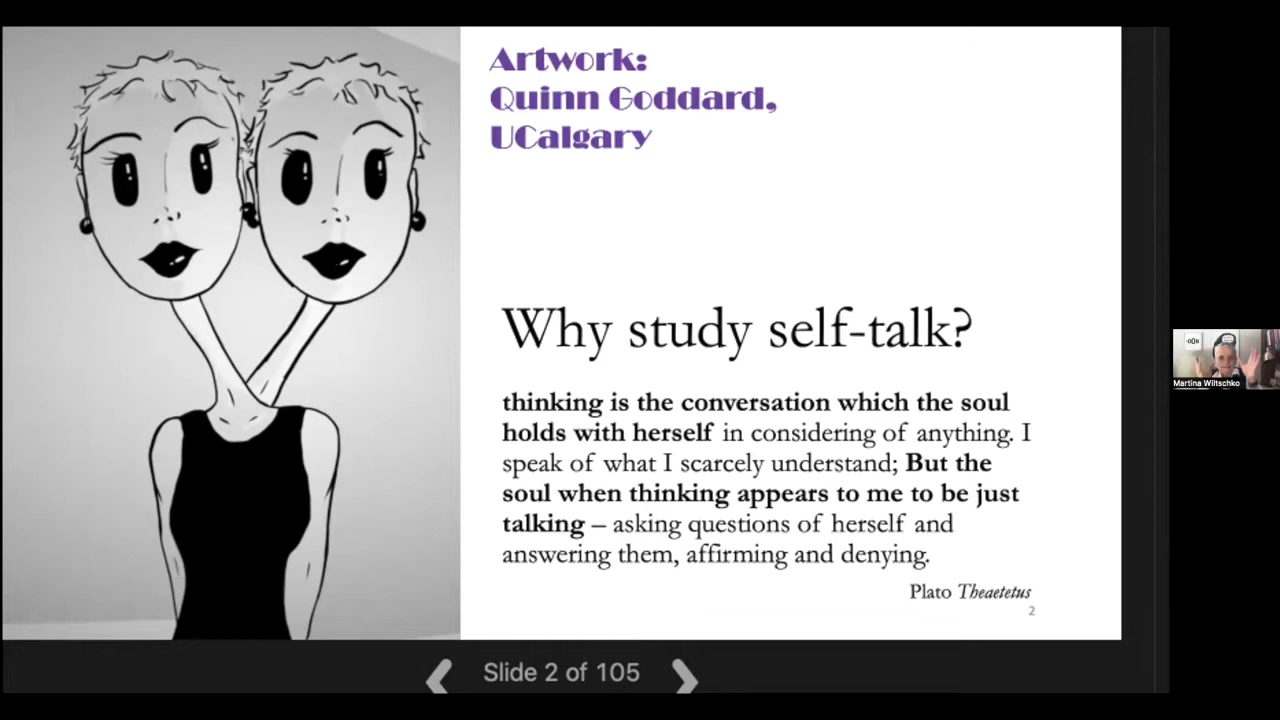 Artwork:
Quinn Goddard,
UCalgary
Why study self-talk?
thinking is the conversation which the soul
holds with herself in considering of anything. I
speak of what I scarcely understand; But the
soul when thinking appears to me to be just
talking – asking questions of herself and
answering them, affirming and denying.
Plato Theaetetus
2
Slide 2 of 105
Martina Wiltschko